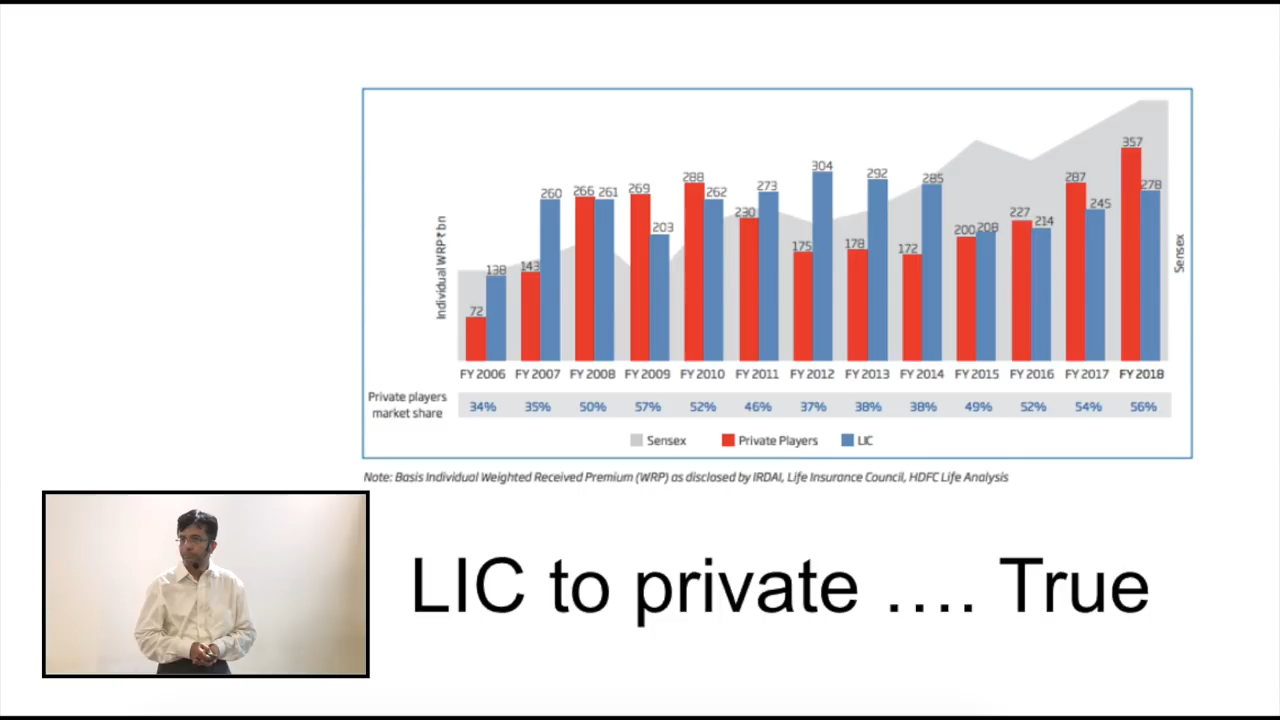 Individual WRP ₹ bn
72 138 143 260 266 261 269 203 288 262 230 273 175 304 178 292 172 285 200 208 227 214 287 245 357 278
Sensex
FY 2006 FY 2007 FY 2008 FY 2009 FY 2010 FY 2011 FY 2012 FY 2013 FY 2014 FY 2015 FY 2016 FY 2017 FY 2018
Private players
market share
34% 35% 50% 57% 52% 46% 37% 38% 38% 49% 52% 54% 56%
Sensex Private Players LIC
Note: Basis Individual Weighted Received Premium (WRP) as disclosed by IRDAI, Life Insurance Council, HDFC Life Analysis
LIC to private …. True